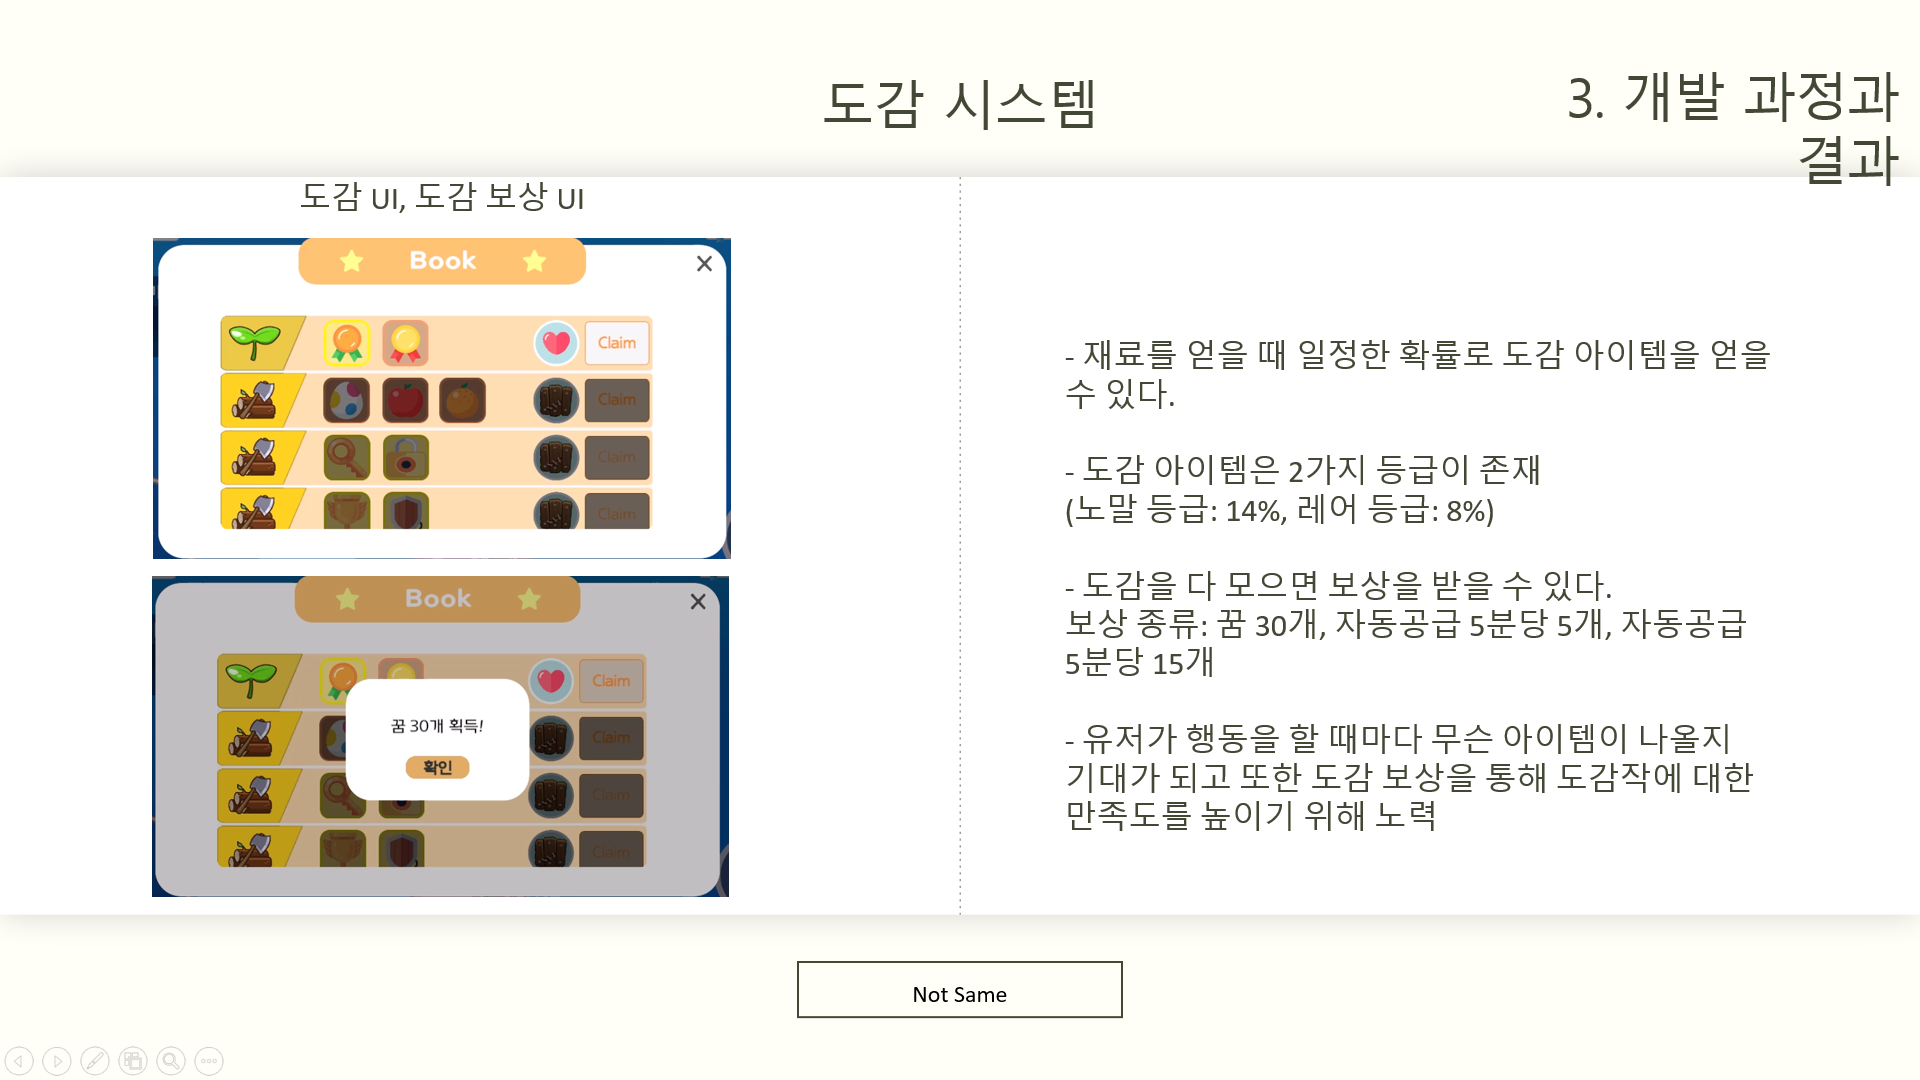 도감 시스템
3. 개발 과정과
결과
도감 UI, 도감 보상 UI
Book
Claim
Claim
Claim
Claim
Book
Claim
Claim
Claim
Claim
꿈 30개 획득!
확인
- 재료를 얻을 때 일정한 확률로 도감 아이템을 얻을
수 있다.
- 도감 아이템은 2가지 등급이 존재
(노말 등급: 14%, 레어 등급: 8%)
- 도감을 다 모으면 보상을 받을 수 있다.
보상 종류: 꿈 30개, 자동공급 5분당 5개, 자동공급
5분당 15개
- 유저가 행동을 할 때마다 무슨 아이템이 나올지
기대가 되고 또한 도감 보상을 통해 도감작에 대한
만족도를 높이기 위해 노력
Not Same